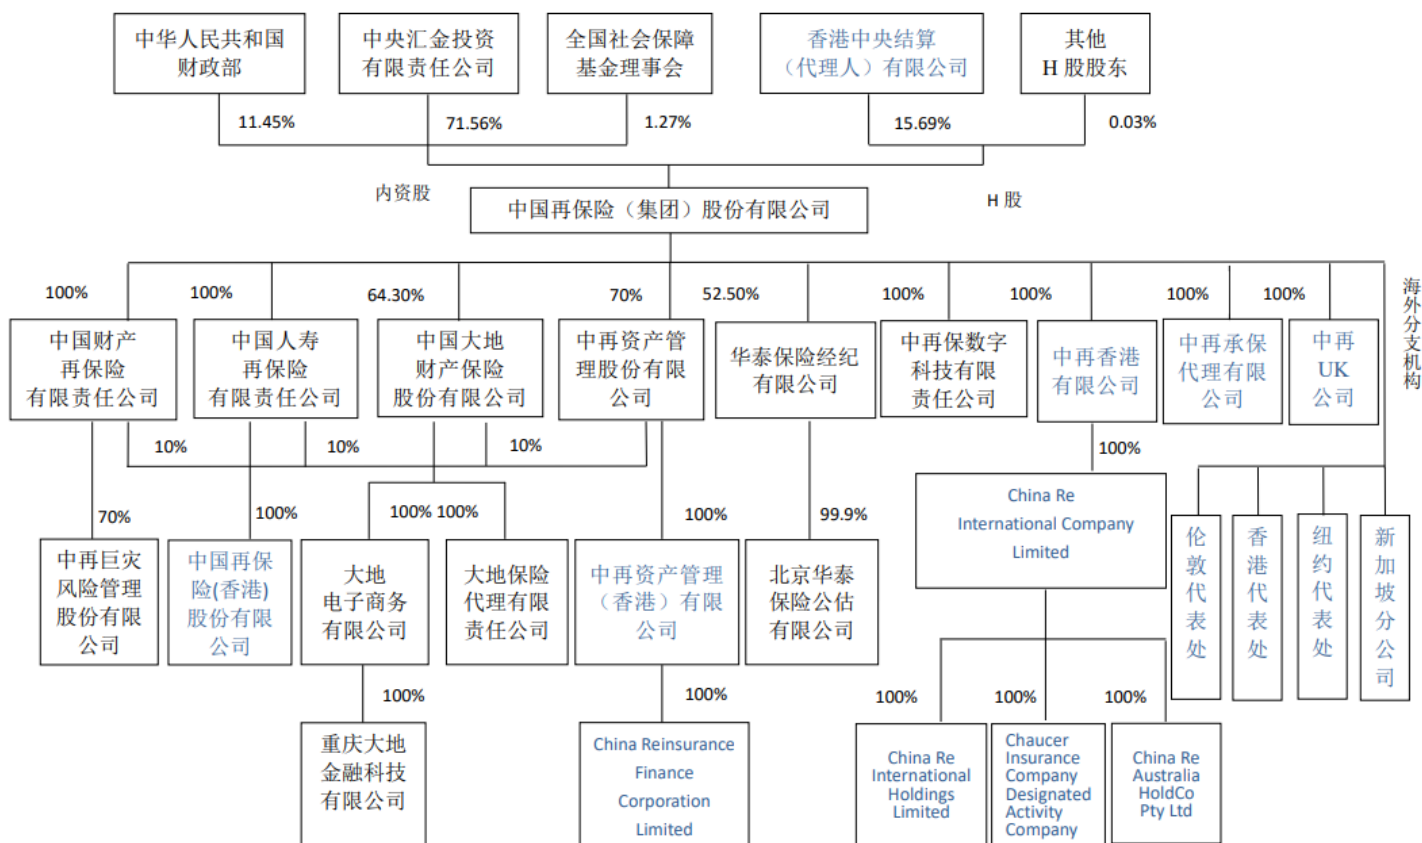 中华人民共和国
财政部
中央汇金投资
有限责任公司
全国社会保障
基金理事会
香港中央结算
（代理人）有限公司
其他
H 股股东
11.45%
71.56%
1.27%
15.69%
0.03%
内资股
H 股
中国再保险（集团）股份有限公司
100%
100%
64.30%
70%
52.50%
100%
100%
100%
100%
海外分支机构
中国财产
再保险
有限责任公司
中国人寿
再保险
有限责任公司
中国大地
财产保险
股份有限公司
中再资产管
理股份有限
公司
华泰保险经纪
有限公司
中再保数字
科技有限
责任公司
中再香港
有限公司
中再承保
代理有限
公司
中再
UK
公司
10%
10%
10%
100%
70%
100%
100% 100%
100%
99.9%
中再巨灾
风险管理
股份有限
公司
中国再保
险(香港)
股份有限
公司
大地
电子商务
有限公司
大地保险
代理有限
责任公司
中再资产管理
（香港）有限
公司
北京华泰
保险公估
有限公司
China Re
International Company
Limited
伦敦代表处
香港代表处
纽约代表处
新加坡分公司
100%
100%
100%
100%
100%
重庆大地
金融科技
有限公司
China Reinsurance
Finance
Corporation
Limited
China Re
International
Holdings
Limited
Chaucer
Insurance
Company
Designated
Activity
Company
China Re
Australia
HoldCo
Pty Ltd